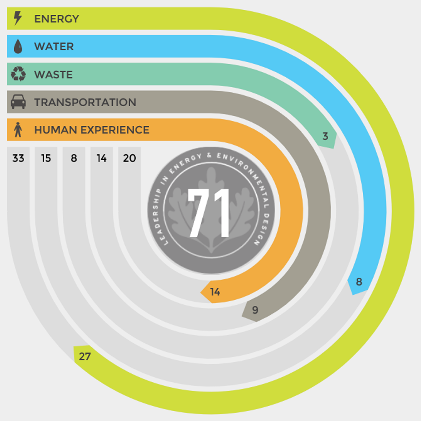 ENERGY
WATER
WASTE
TRANSPORTATION
HUMAN EXPERIENCE
33 15 8 14 20
LEADERSHIP IN ENERGY & ENVIRONMENTAL DESIGN
71
3
8
9
14
27